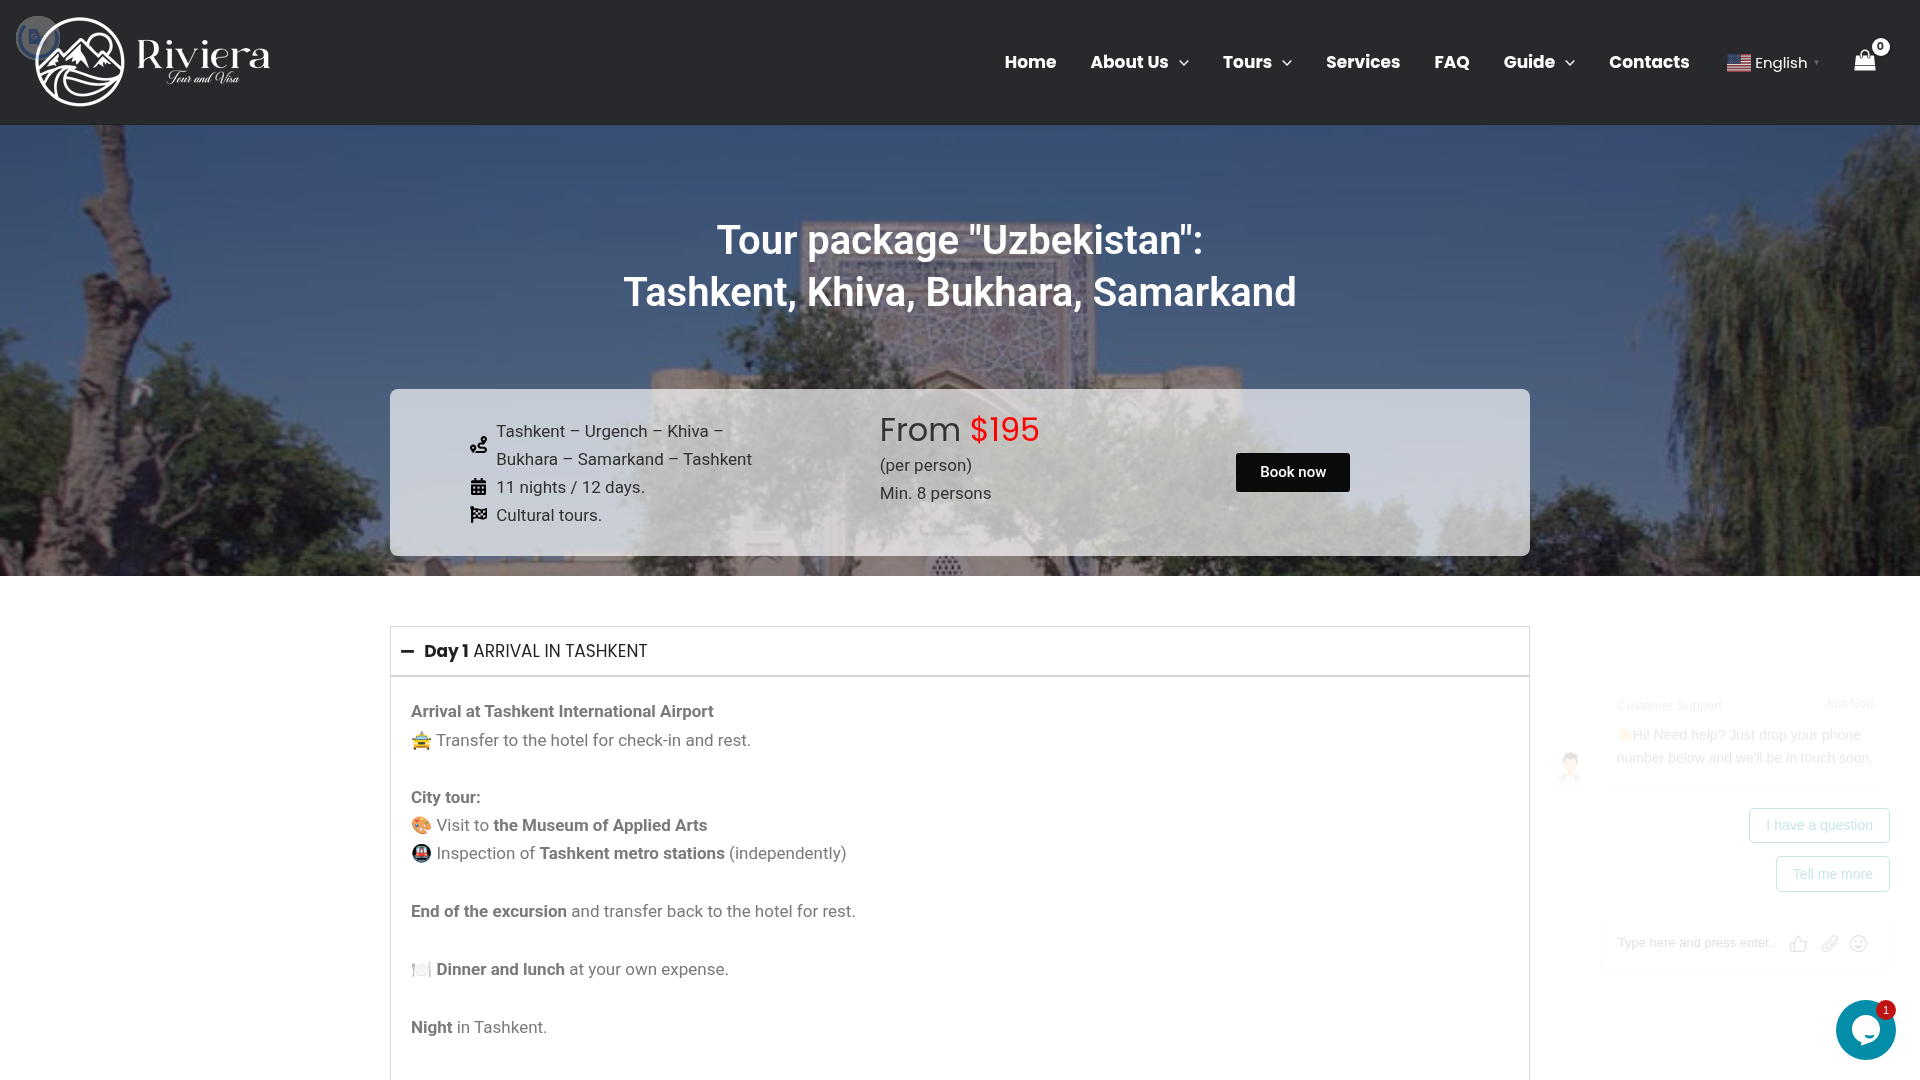 Riviera
Tour and Visa
Home
About Us
Tours
Services
FAQ
Guide
Contacts
English
0
Tour package "Uzbekistan":
Tashkent, Khiva, Bukhara, Samarkand
Tashkent – Urgench – Khiva –
Bukhara – Samarkand – Tashkent
11 nights / 12 days.
Cultural tours.
From $195
(per person)
Min. 8 persons
Book now
Day 1 ARRIVAL IN TASHKENT
Arrival at Tashkent International Airport
🚖 Transfer to the hotel for check-in and rest.
City tour:
🎨 Visit to the Museum of Applied Arts
🚇 Inspection of Tashkent metro stations (independently)
End of the excursion and transfer back to the hotel for rest.
🍽️ Dinner and lunch at your own expense.
Night in Tashkent.
Customer Support
Just Now
👋Hi! Need help? Just drop your phone
number below and we'll be in touch soon.
I have a question
Tell me more
Type here and press enter..
1